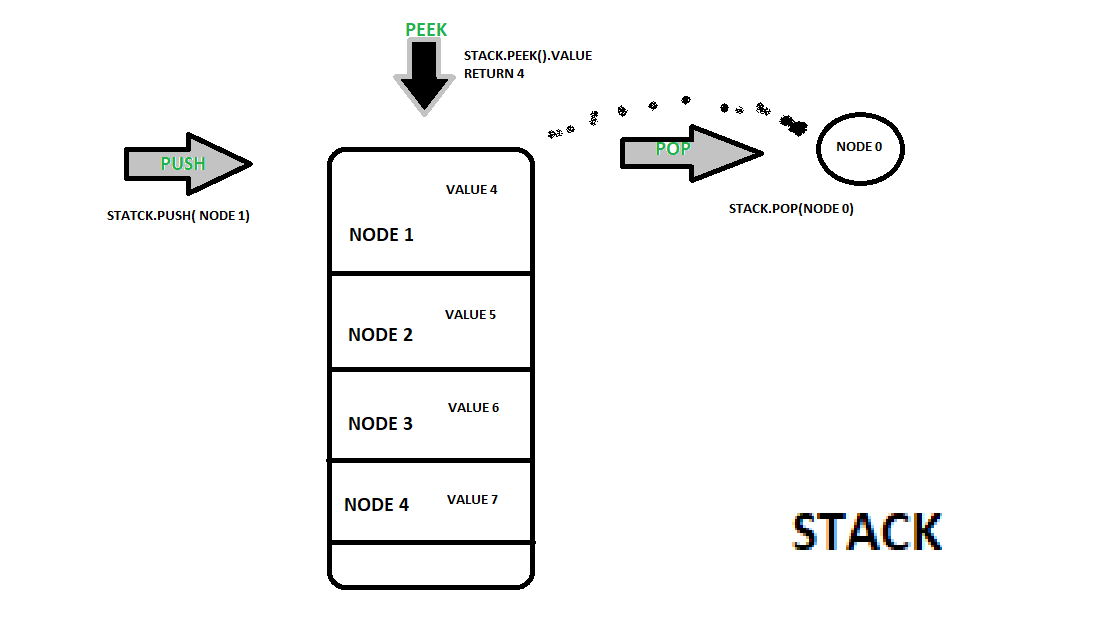 PEEK
STACK.PEEK().VALUE
RETURN 4
PUSH
STATCK.PUSH( NODE 1)
POP
NODE 0
STACK.POP(NODE 0)
VALUE 4
NODE 1
VALUE 5
NODE 2
VALUE 6
NODE 3
VALUE 7
NODE 4
STACK